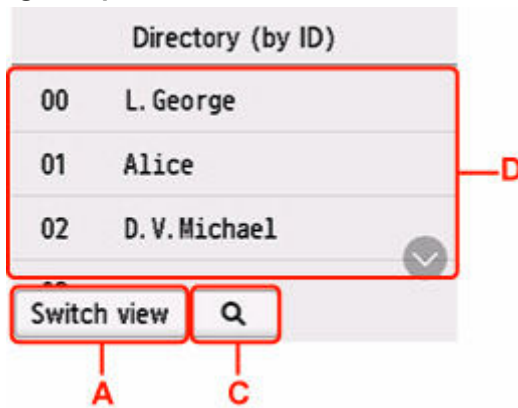 Directory (by ID)
00 L.George
01 Alice
02 D.V.Michael
Switch view
D
A
C